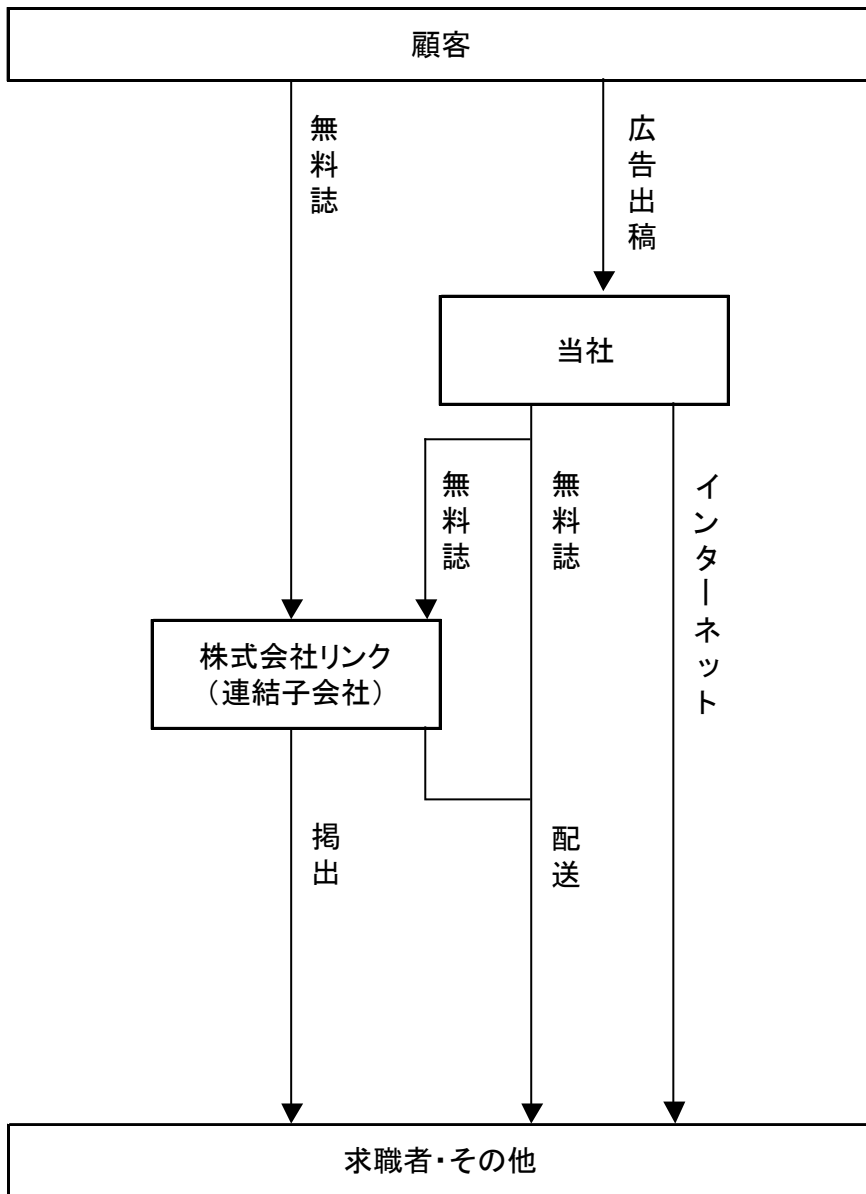 顧客
無料誌
広告出稿
当社
無料誌
無料誌
インターネット
株式会社リンク
（連結子会社）
掲出
配送
求職者・その他